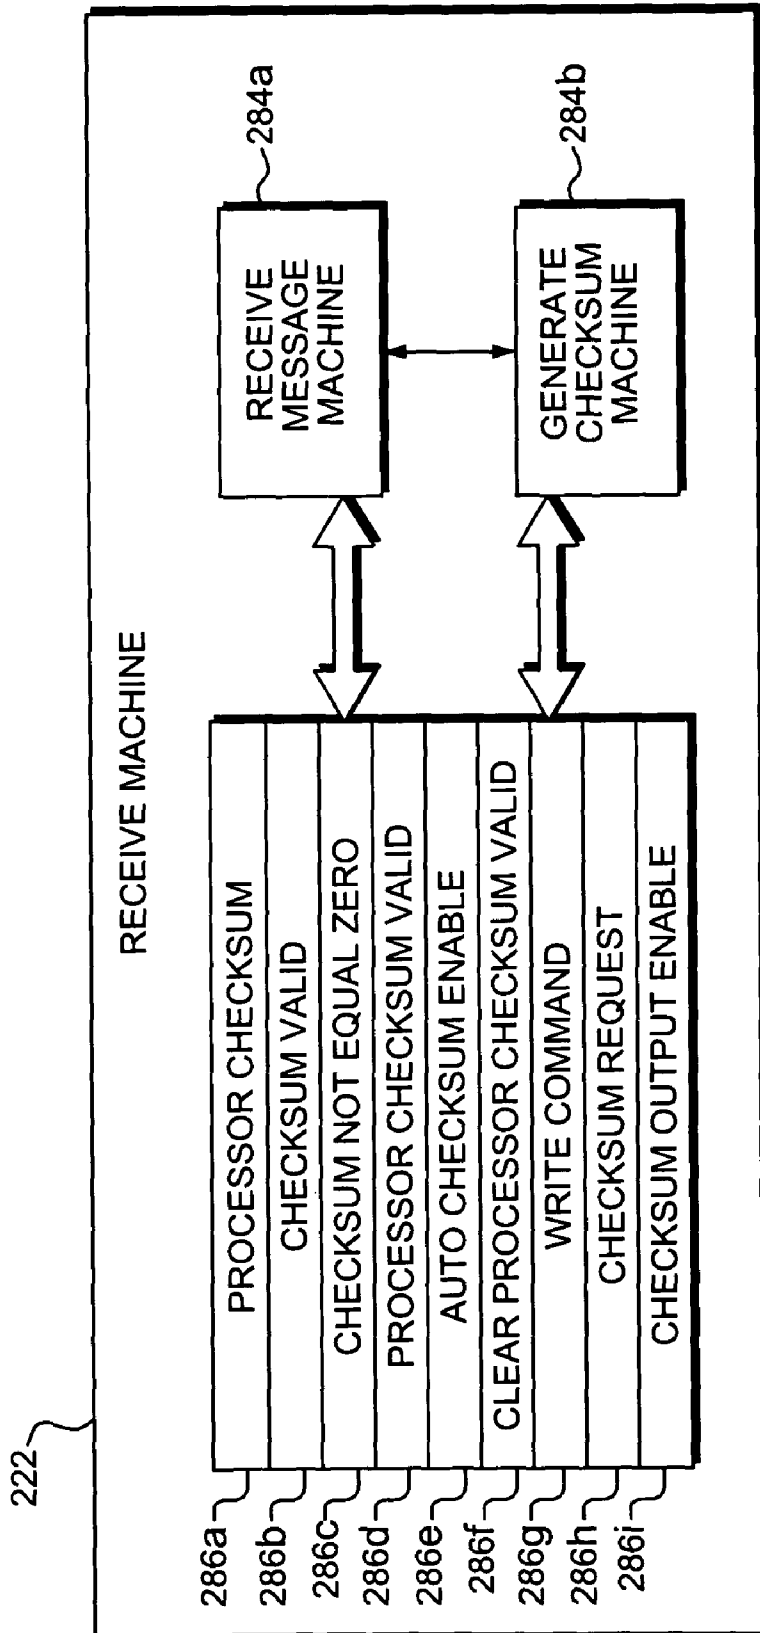 222
RECEIVE MACHINE
286a
PROCESSOR CHECKSUM
286b
CHECKSUM VALID
286c
CHECKSUM NOT EQUAL ZERO
286d
PROCESSOR CHECKSUM VALID
286e
AUTO CHECKSUM ENABLE
286f
CLEAR PROCESSOR CHECKSUM VALID
286g
WRITE COMMAND
286h
CHECKSUM REQUEST
286i
CHECKSUM OUTPUT ENABLE
RECEIVE
MESSAGE
MACHINE
284a
GENERATE
CHECKSUM
MACHINE
284b